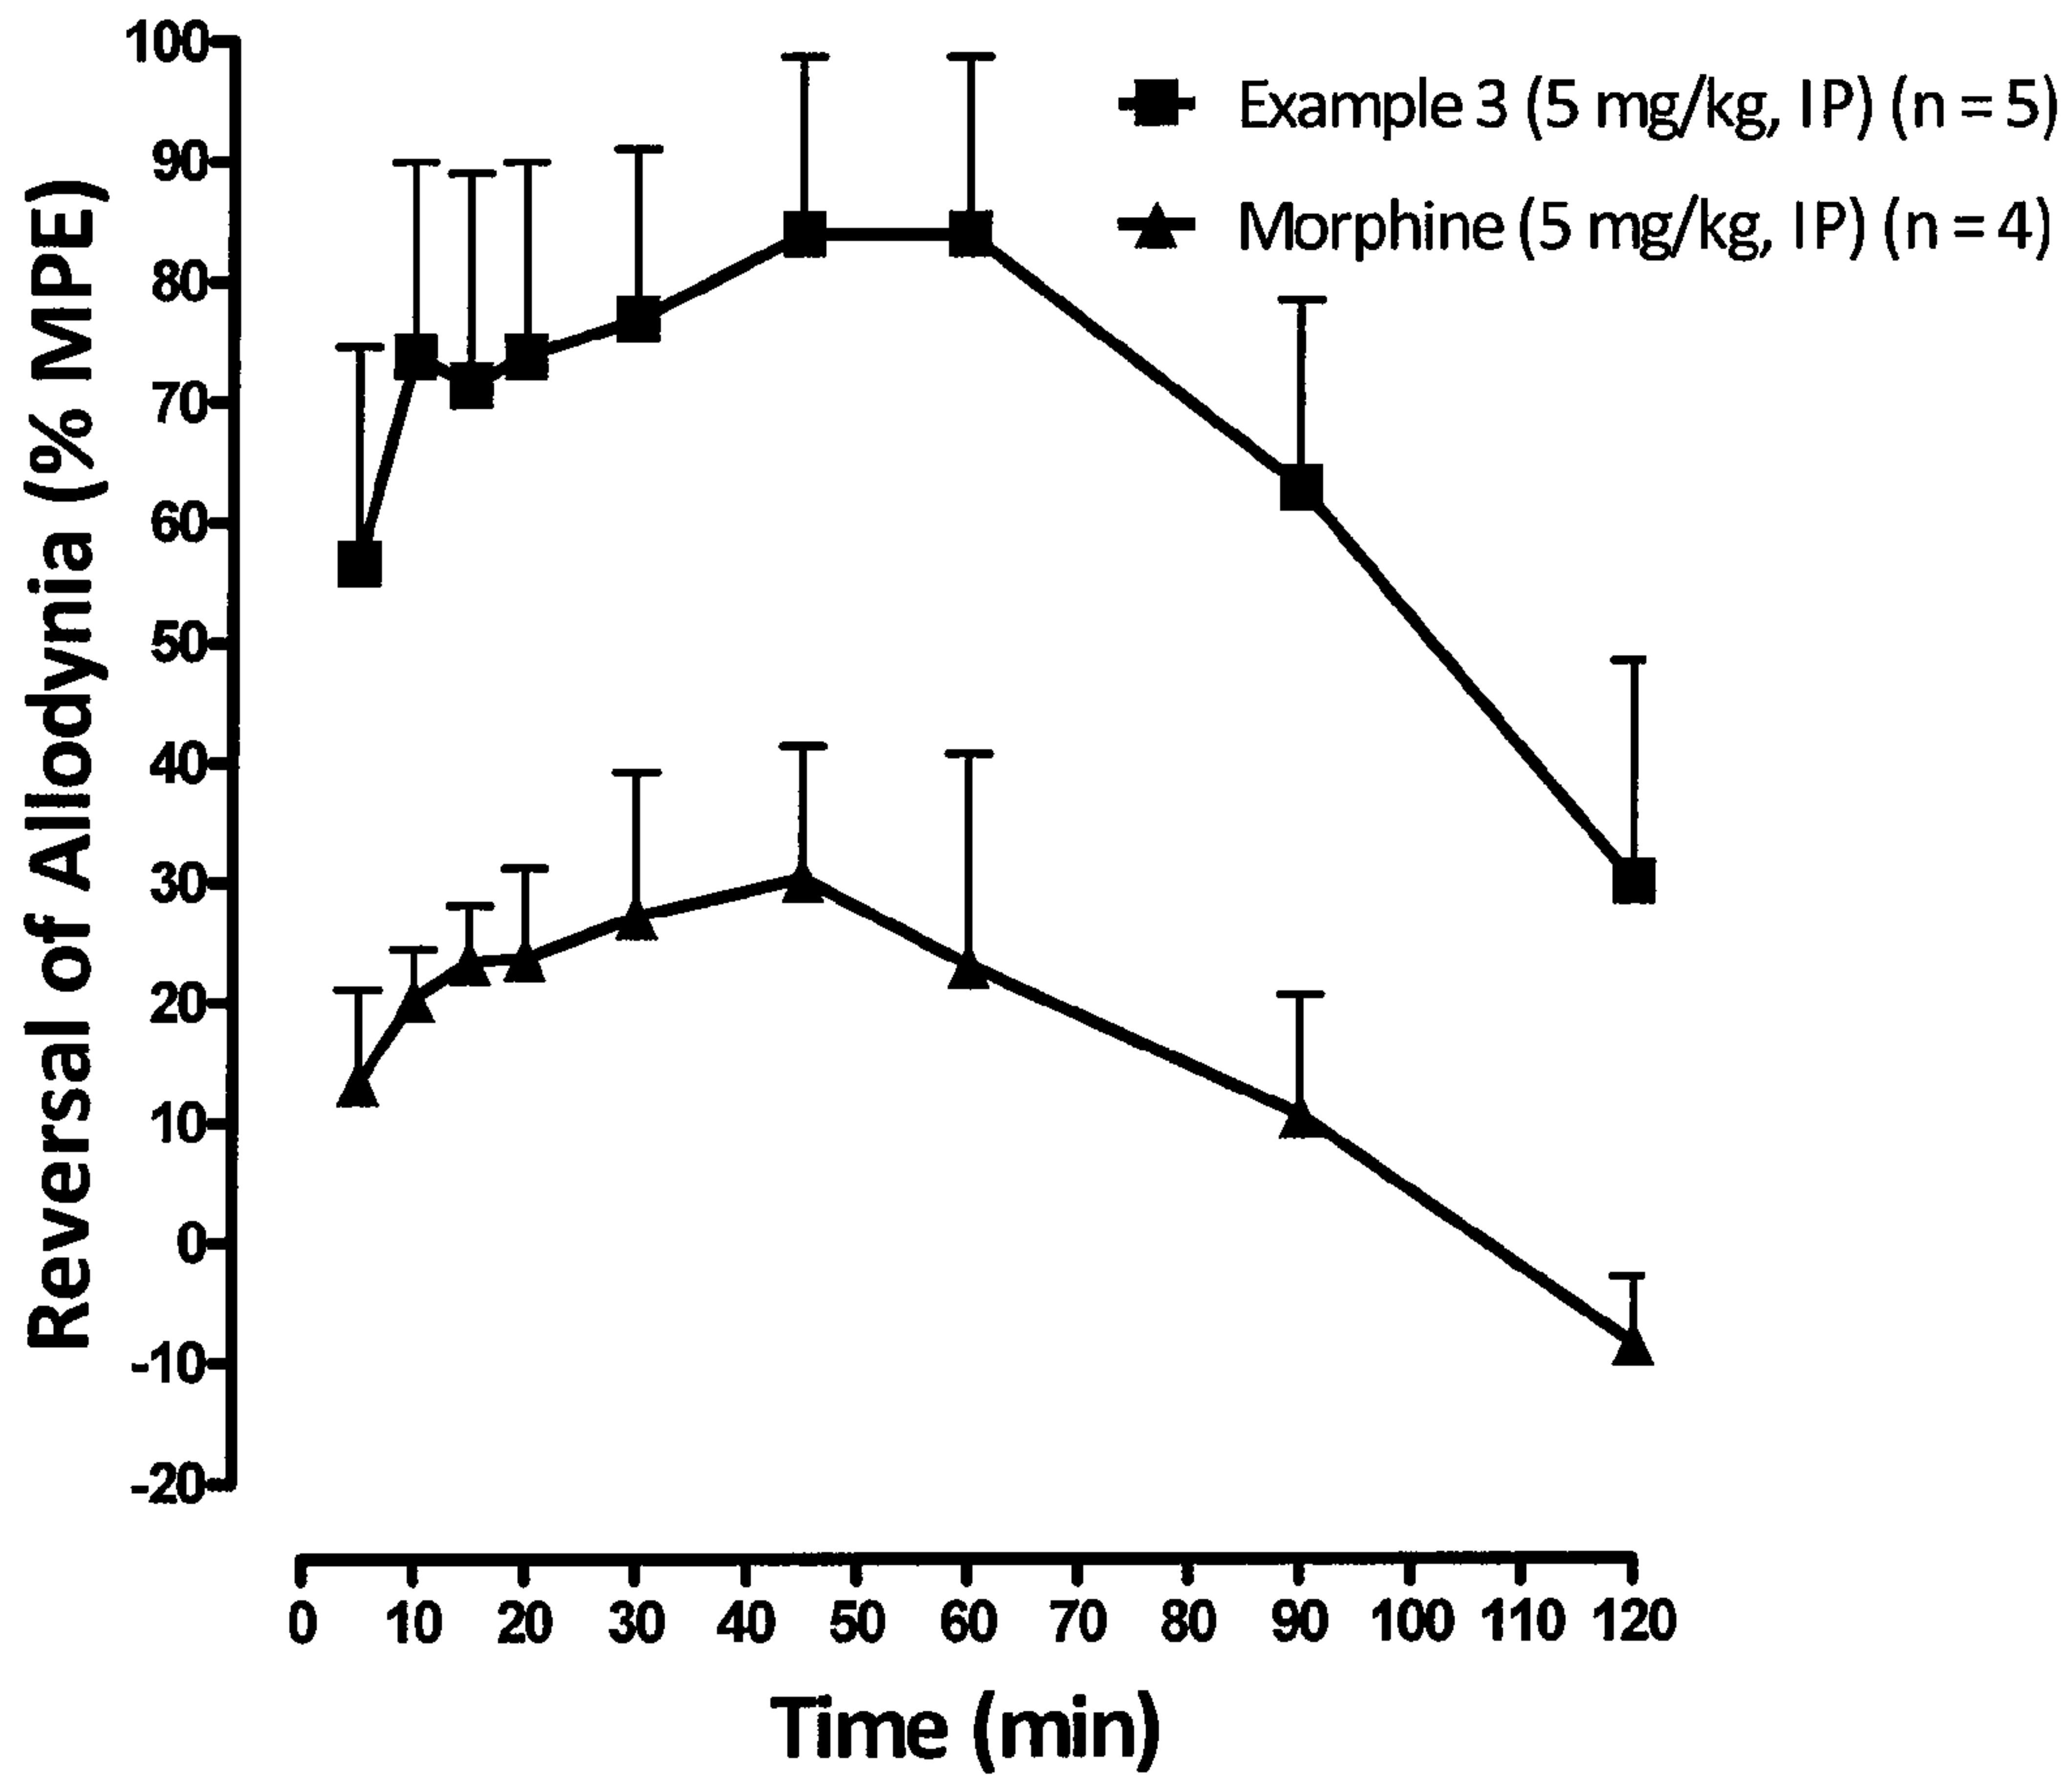 Reversal of Allodynia (% MPE)
100
90
80
70
60
50
40
30
20
10
0
-10
-20
Example 3 (5 mg/kg, IP) (n = 5)
Morphine (5 mg/kg, IP) (n = 4)
0 10 20 30 40 50 60 70 80 90 100 110 120
Time (min)